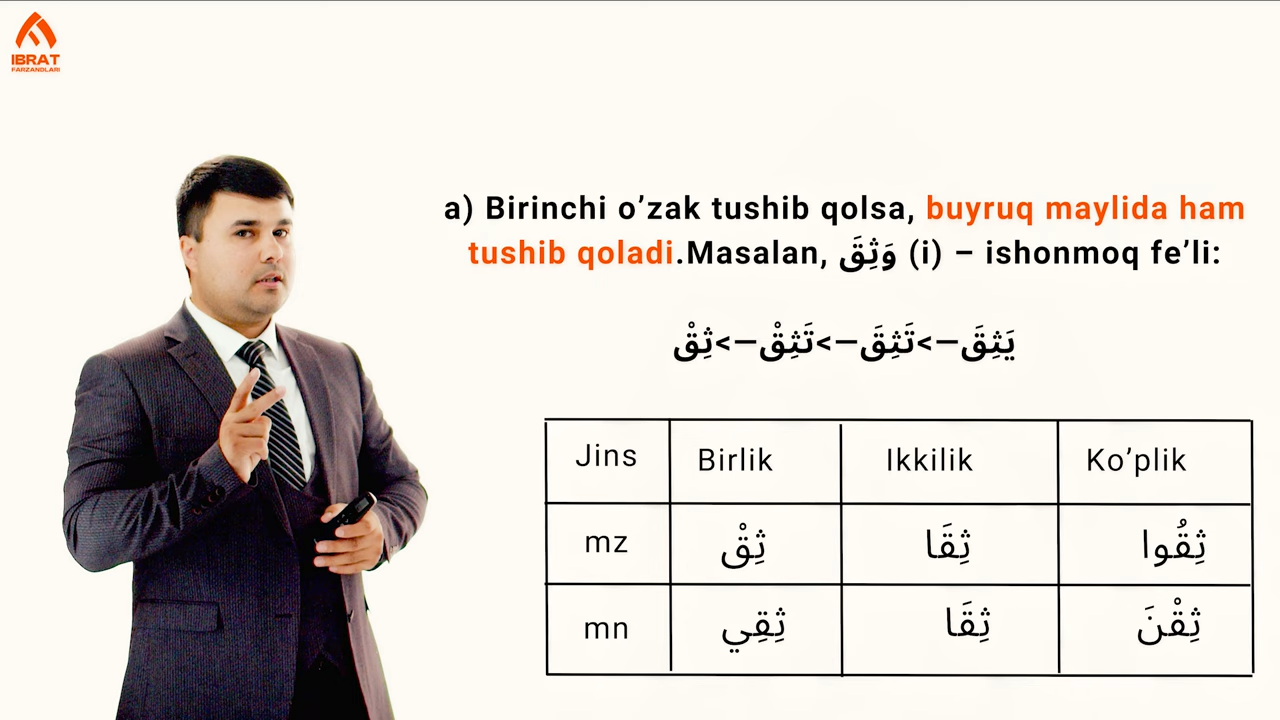 IBRAT
FARZANDLARI
a) Birinchi o’zak tushib qolsa, buyruq maylida ham
tushib qoladi.Masalan, وَثِقَ (i) – ishonmoq fe’li:
يَثِقَ–>تَثِقَ–>تَثِقْ–>ثِقْ
Jins Birlik Ikkilik Ko’plik
mz ثِقْ ثِقَا ثِقُوا
mn ثِقِي ثِقَا ثِقْنَ